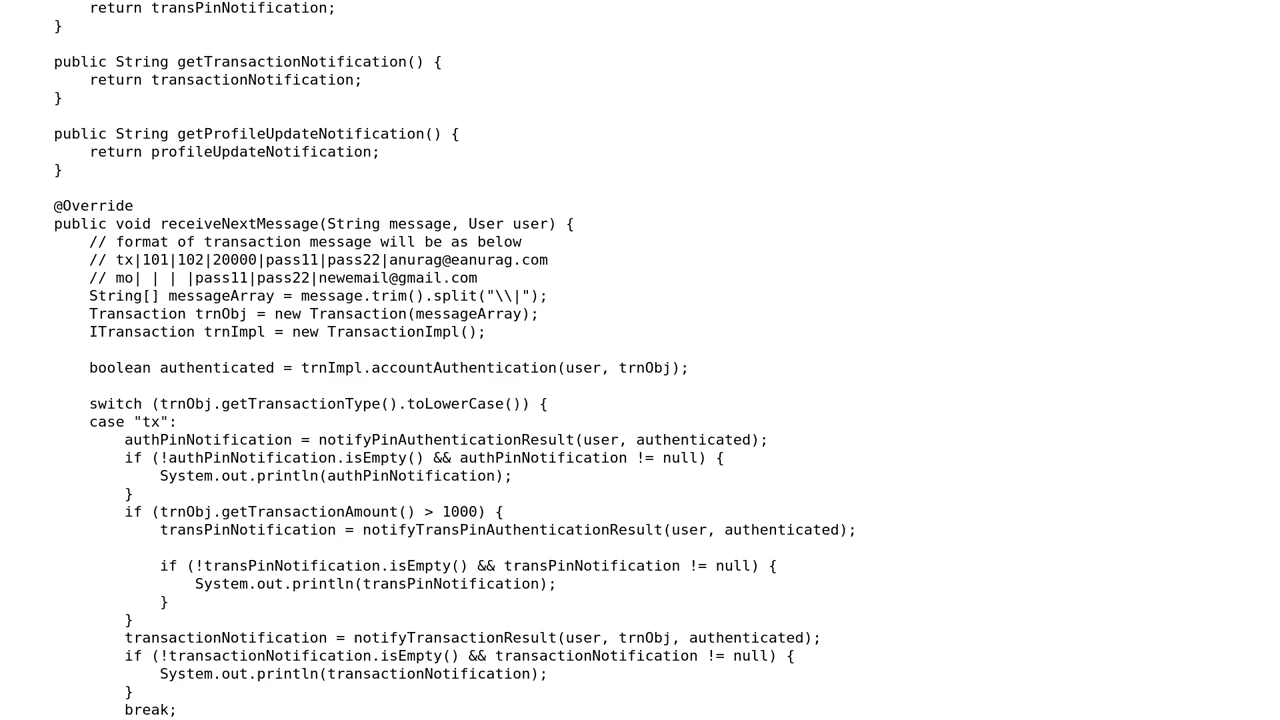 return transPinNotification;
}
public String getTransactionNotification() {
return transactionNotification;
}
public String getProfileUpdateNotification() {
return profileUpdateNotification;
}
@Override
public void receiveNextMessage(String message, User user) {
// format of transaction message will be as below
// tx|101|102|20000|pass11|pass22|anurag@eanurag.com
// mo| | | |pass11|pass22|newemail@gmail.com
String[] messageArray = message.trim().split("\\|");
Transaction trnObj = new Transaction(messageArray);
ITransaction trnImpl = new TransactionImpl();
boolean authenticated = trnImpl.accountAuthentication(user, trnObj);
switch (trnObj.getTransactionType().toLowerCase()) {
case "tx":
authPinNotification = notifyPinAuthenticationResult(user, authenticated);
if (!authPinNotification.isEmpty() && authPinNotification != null) {
System.out.println(authPinNotification);
}
if (trnObj.getTransactionAmount() > 1000) {
transPinNotification = notifyTransPinAuthenticationResult(user, authenticated);
if (!transPinNotification.isEmpty() && transPinNotification != null) {
System.out.println(transPinNotification);
}
}
transactionNotification = notifyTransactionResult(user, trnObj, authenticated);
if (!transactionNotification.isEmpty() && transactionNotification != null) {
System.out.println(transactionNotification);
}
break;